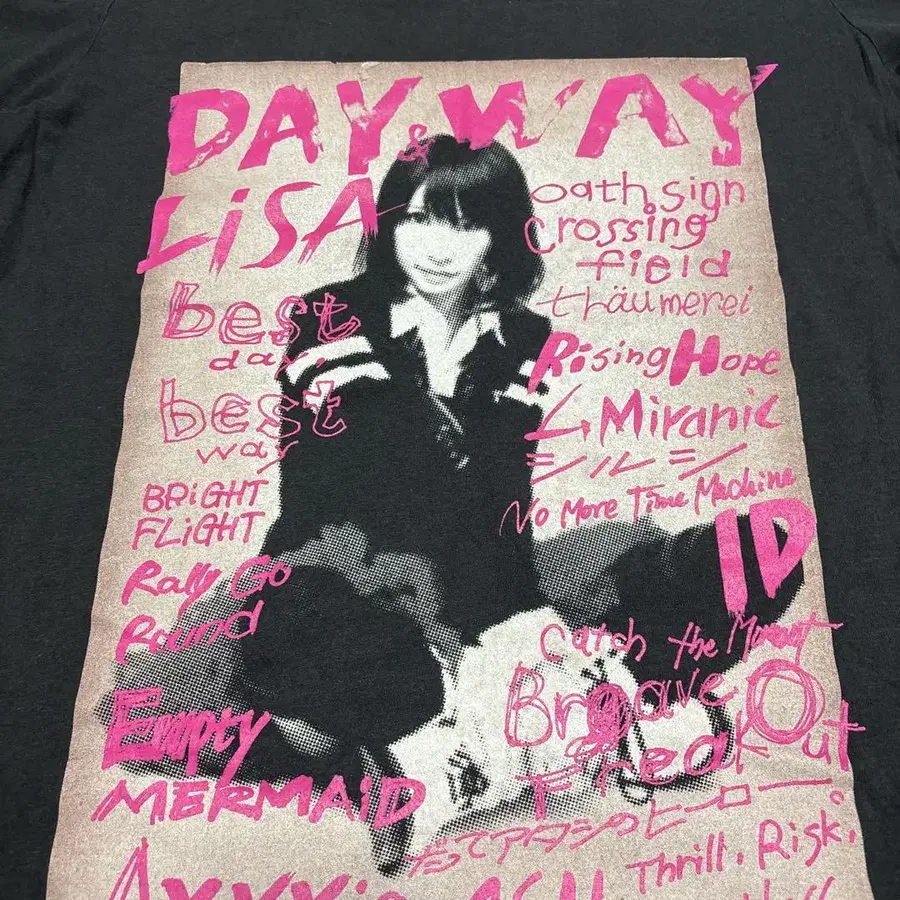 DAY & WAY
LiSA
best
day,
best
way
BRiGHT
FLiGHT
Rally Go
Round
Empty
MERMAiD
oath sign
crossing
field
thäumerei
Rising Hope
L.Miranic
シルシ
No More Time Machine
ID
Catch the Moment
Brave
Freak Out
だってアタシのヒーロー。
Thrill, Risk,